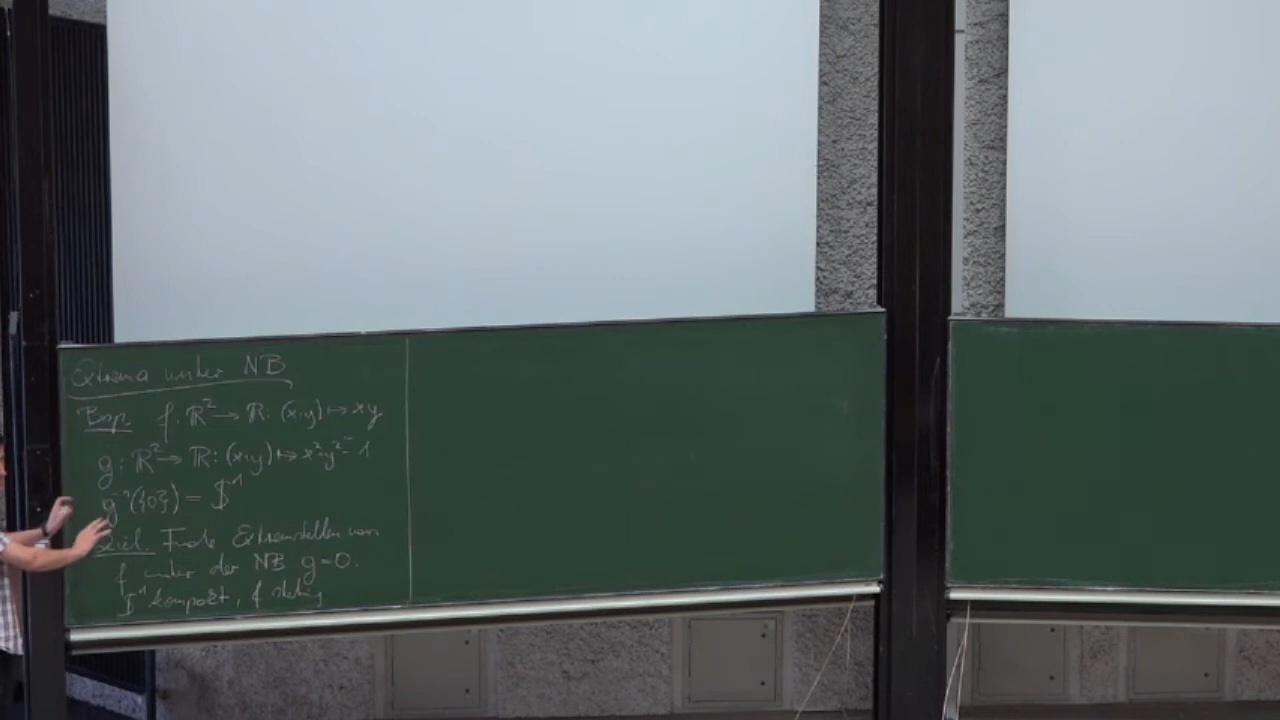 Extrema unter NB
Bsp. f: ℝ² → ℝ: (x,y) ↦ xy
g: ℝ² → ℝ: (x,y) ↦ x²+y²-1
g⁻¹({0}) = 𝕊¹
Ziel. Finde Extremstellen von
f unter der NB g=0.
𝕊¹ kompakt, f stetig